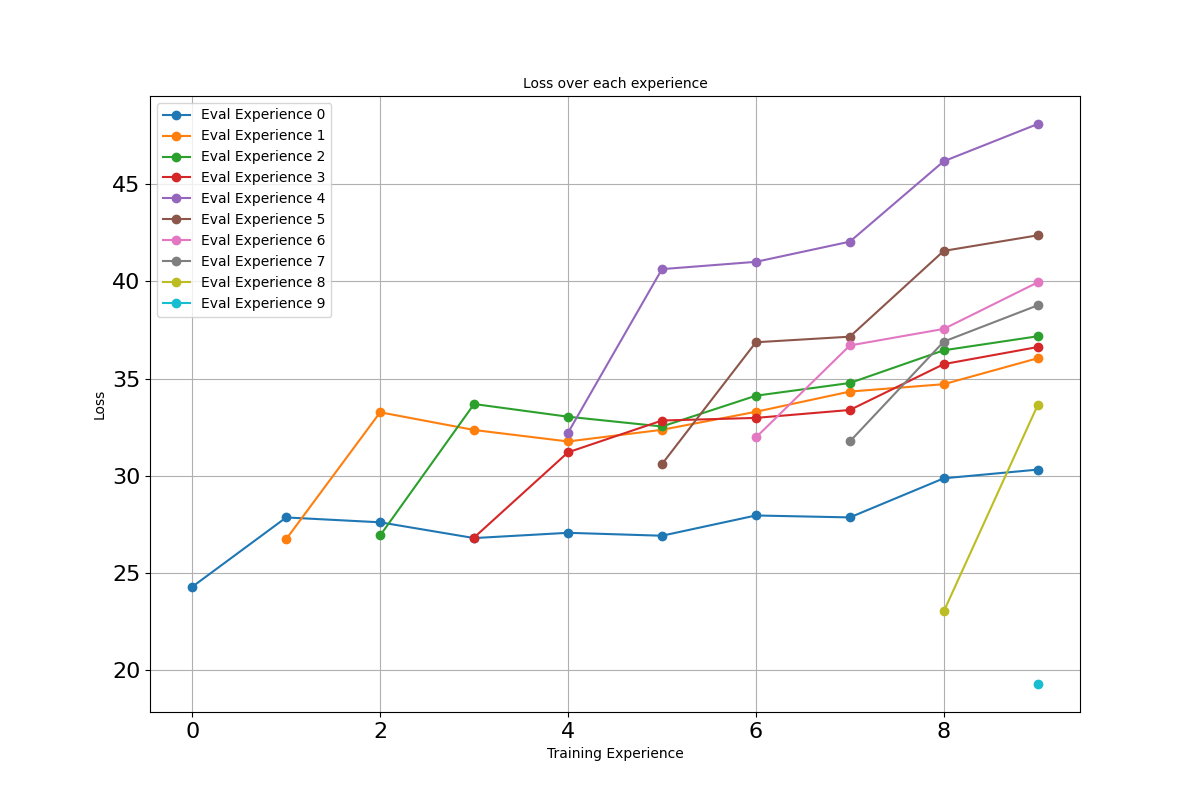 Loss over each experience
Eval Experience 0
Eval Experience 1
Eval Experience 2
Eval Experience 3
Eval Experience 4
Eval Experience 5
Eval Experience 6
Eval Experience 7
Eval Experience 8
Eval Experience 9
Loss
45
40
35
30
25
20
0 2 4 6 8
Training Experience